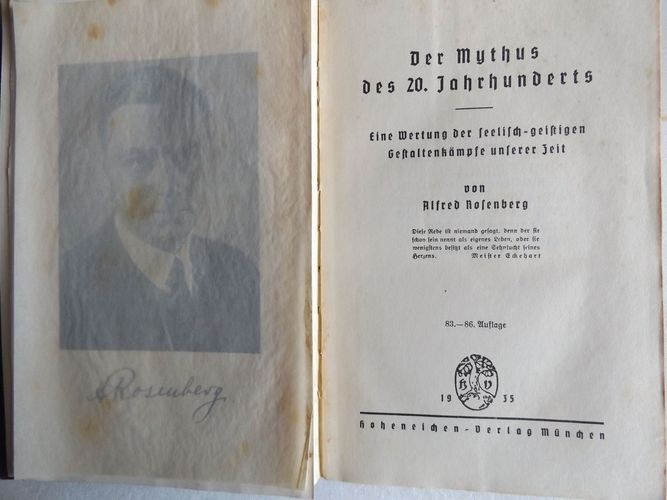 A Rosenberg
Der Mythus
des 20. Jahrhunderts
Eine Wertung der seelisch-geistigen
Gestaltenkämpfe unserer Zeit
von
Alfred Rosenberg
Diese Rede ist niemand gesagt, denn der sie
schon sein nennt als eigenes Leben, oder sie
wenigstens besitzt als eine Sehnsucht seines
Herzens. Meister Eckehart
83.—86. Auflage
H V
19 35
Hoheneichen-Verlag München